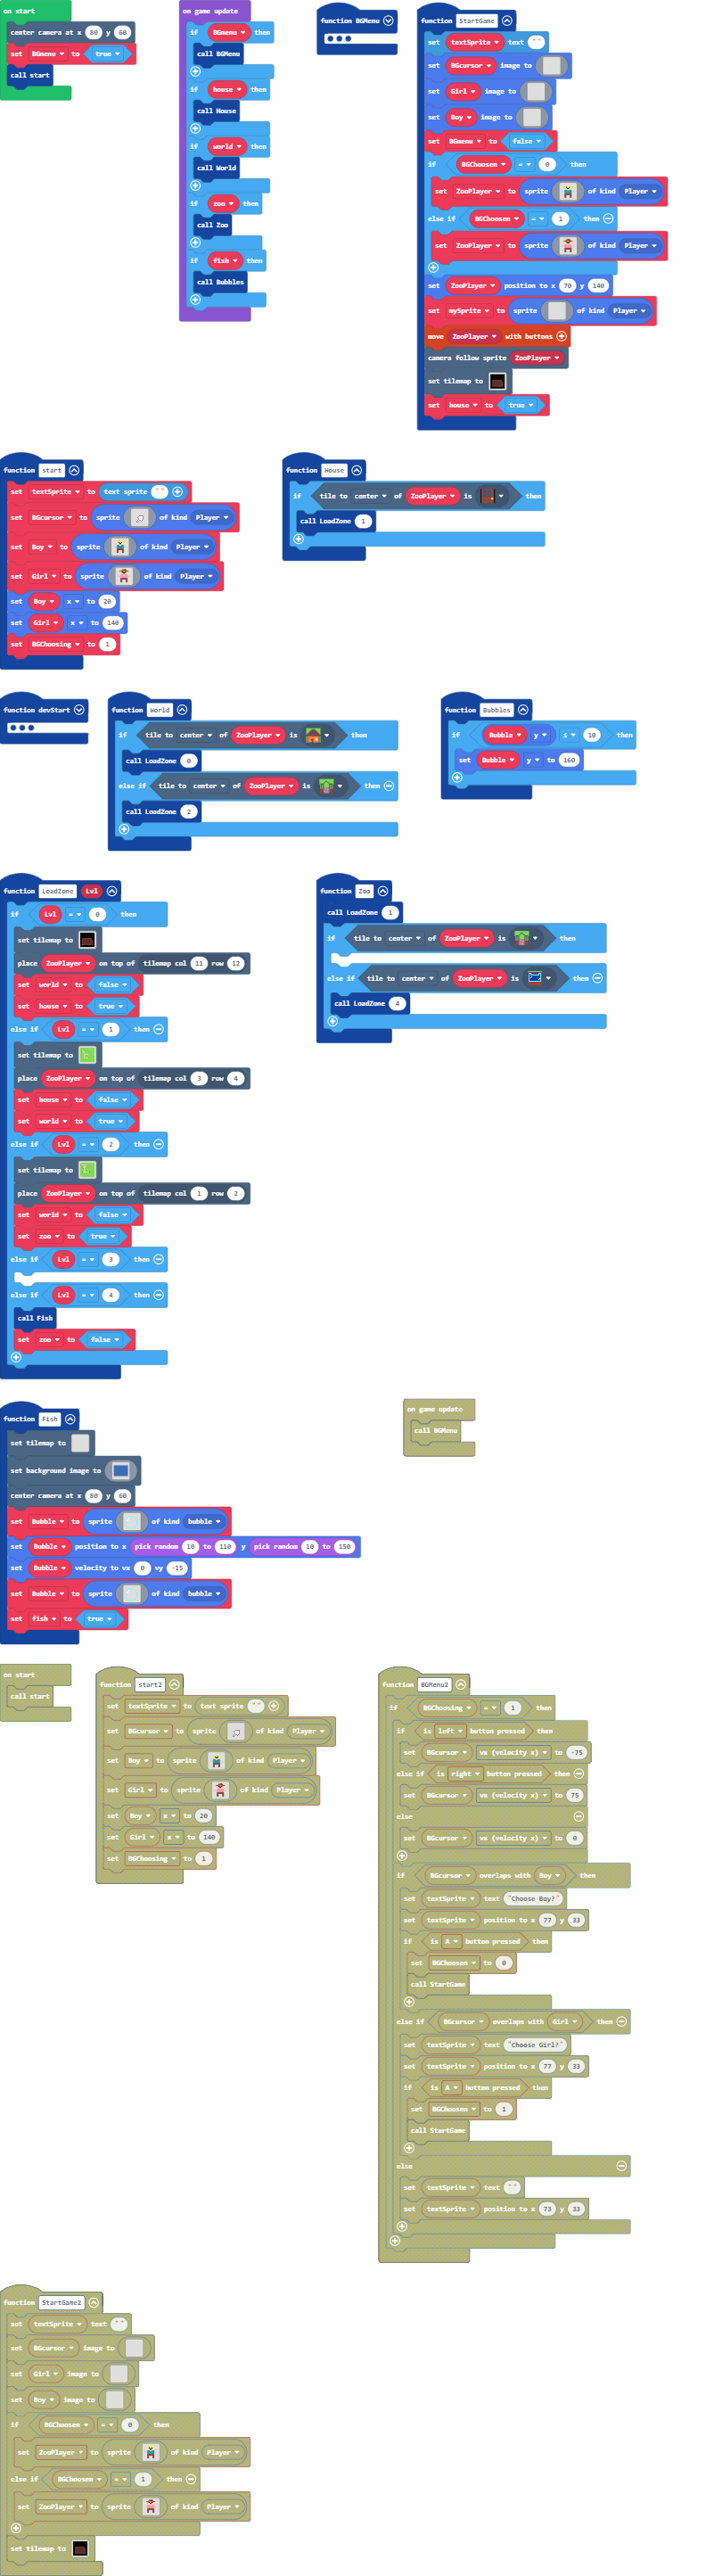 on start
center camera at x 80 y 60
set BGmenu to true
call start
on game update
if BGmenu then
call BGMenu
if house then
call House
if world then
call World
if zoo then
call Zoo
if fish then
call Bubbles
function BGMenu
function StartGame
set textSprite text " "
set BGcursor image to
set Girl image to
set Boy image to
set BGmenu to false
if BGChoosen = 0 then
set ZooPlayer to sprite of kind Player
else if BGChoosen = 1 then
set ZooPlayer to sprite of kind Player
set ZooPlayer position to x 70 y 140
set mySprite to sprite of kind Player
move ZooPlayer with buttons
camera follow sprite ZooPlayer
set tilemap to
set house to true
function start
set textSprite to text sprite " "
set BGcursor to sprite of kind Player
set Boy to sprite of kind Player
set Girl to sprite of kind Player
set Boy x to 20
set Girl x to 140
set BGChoosing to 1
function House
if tile to center of ZooPlayer is then
call LoadZone 1
function devStart
function World
if tile to center of ZooPlayer is then
call LoadZone 0
else if tile to center of ZooPlayer is then
call LoadZone 2
function Bubbles
if Bubble y ≤ 10 then
set Bubble y to 160
function LoadZone Lvl
if Lvl = 0 then
set tilemap to
place ZooPlayer on top of tilemap col 11 row 12
set world to false
set house to true
else if Lvl = 1 then
set tilemap to
place ZooPlayer on top of tilemap col 3 row 4
set house to false
set world to true
else if Lvl = 2 then
set tilemap to
place ZooPlayer on top of tilemap col 1 row 2
set world to false
set zoo to true
else if Lvl = 3 then
else if Lvl = 4 then
call Fish
set zoo to false
function Zoo
call LoadZone 1
if tile to center of ZooPlayer is then
else if tile to center of ZooPlayer is then
call LoadZone 4
function Fish
set tilemap to
set background image to
center camera at x 80 y 60
set Bubble to sprite of kind bubble
set Bubble position to x pick random 10 to 110 y pick random 10 to 150
set Bubble velocity to vx 0 vy -15
set Bubble to sprite of kind bubble
set fish to true
on game update
call BGMenu
on start
call start
function start2
set textSprite to text sprite " "
set BGcursor to sprite of kind Player
set Boy to sprite of kind Player
set Girl to sprite of kind Player
set Boy x to 20
set Girl x to 140
set BGChoosing to 1
function BGMenu2
if BGChoosing = 1 then
if is left button pressed then
set BGcursor vx (velocity x) to -75
else if is right button pressed then
set BGcursor vx (velocity x) to 75
else
set BGcursor vx (velocity x) to 0
if BGcursor overlaps with Boy then
set textSprite text "Choose Boy?"
set textSprite position to x 77 y 33
if is A button pressed then
set BGChoosen to 0
call StartGame
else if BGcursor overlaps with Girl then
set textSprite text "Choose Girl?"
set textSprite position to x 77 y 33
if is A button pressed then
set BGChoosen to 1
call StartGame
else
set textSprite text " "
set textSprite position to x 73 y 33
function StartGame2
set textSprite text " "
set BGcursor image to
set Girl image to
set Boy image to
if BGChoosen = 0 then
set ZooPlayer to sprite of kind Player
else if BGChoosen = 1 then
set ZooPlayer to sprite of kind Player
set tilemap to